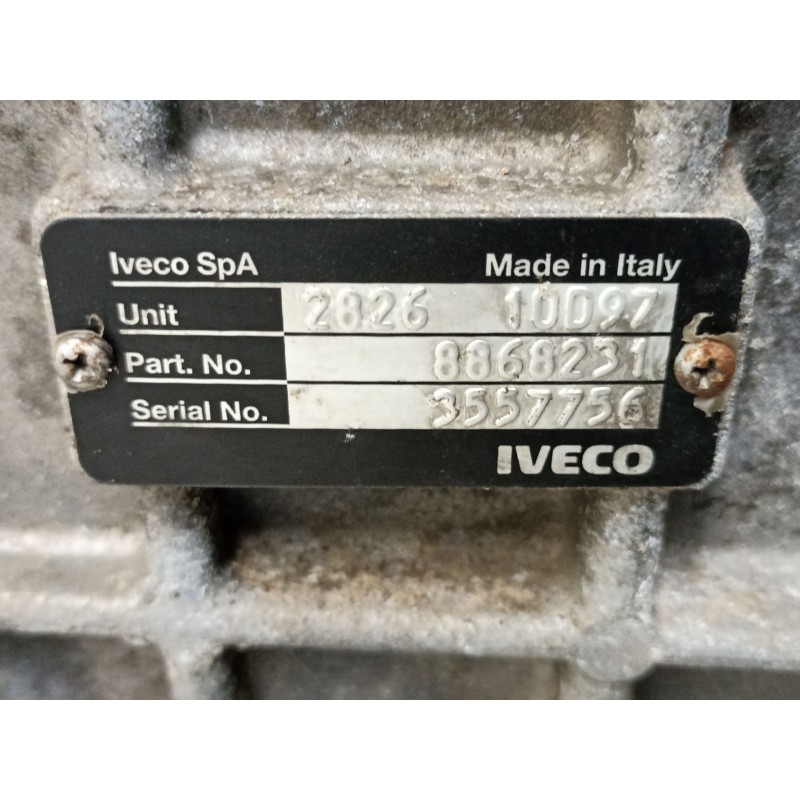 Iveco SpA Made in Italy
Unit 2826 10D97
Part. No. 8868231
Serial No. 3557756
IVECO